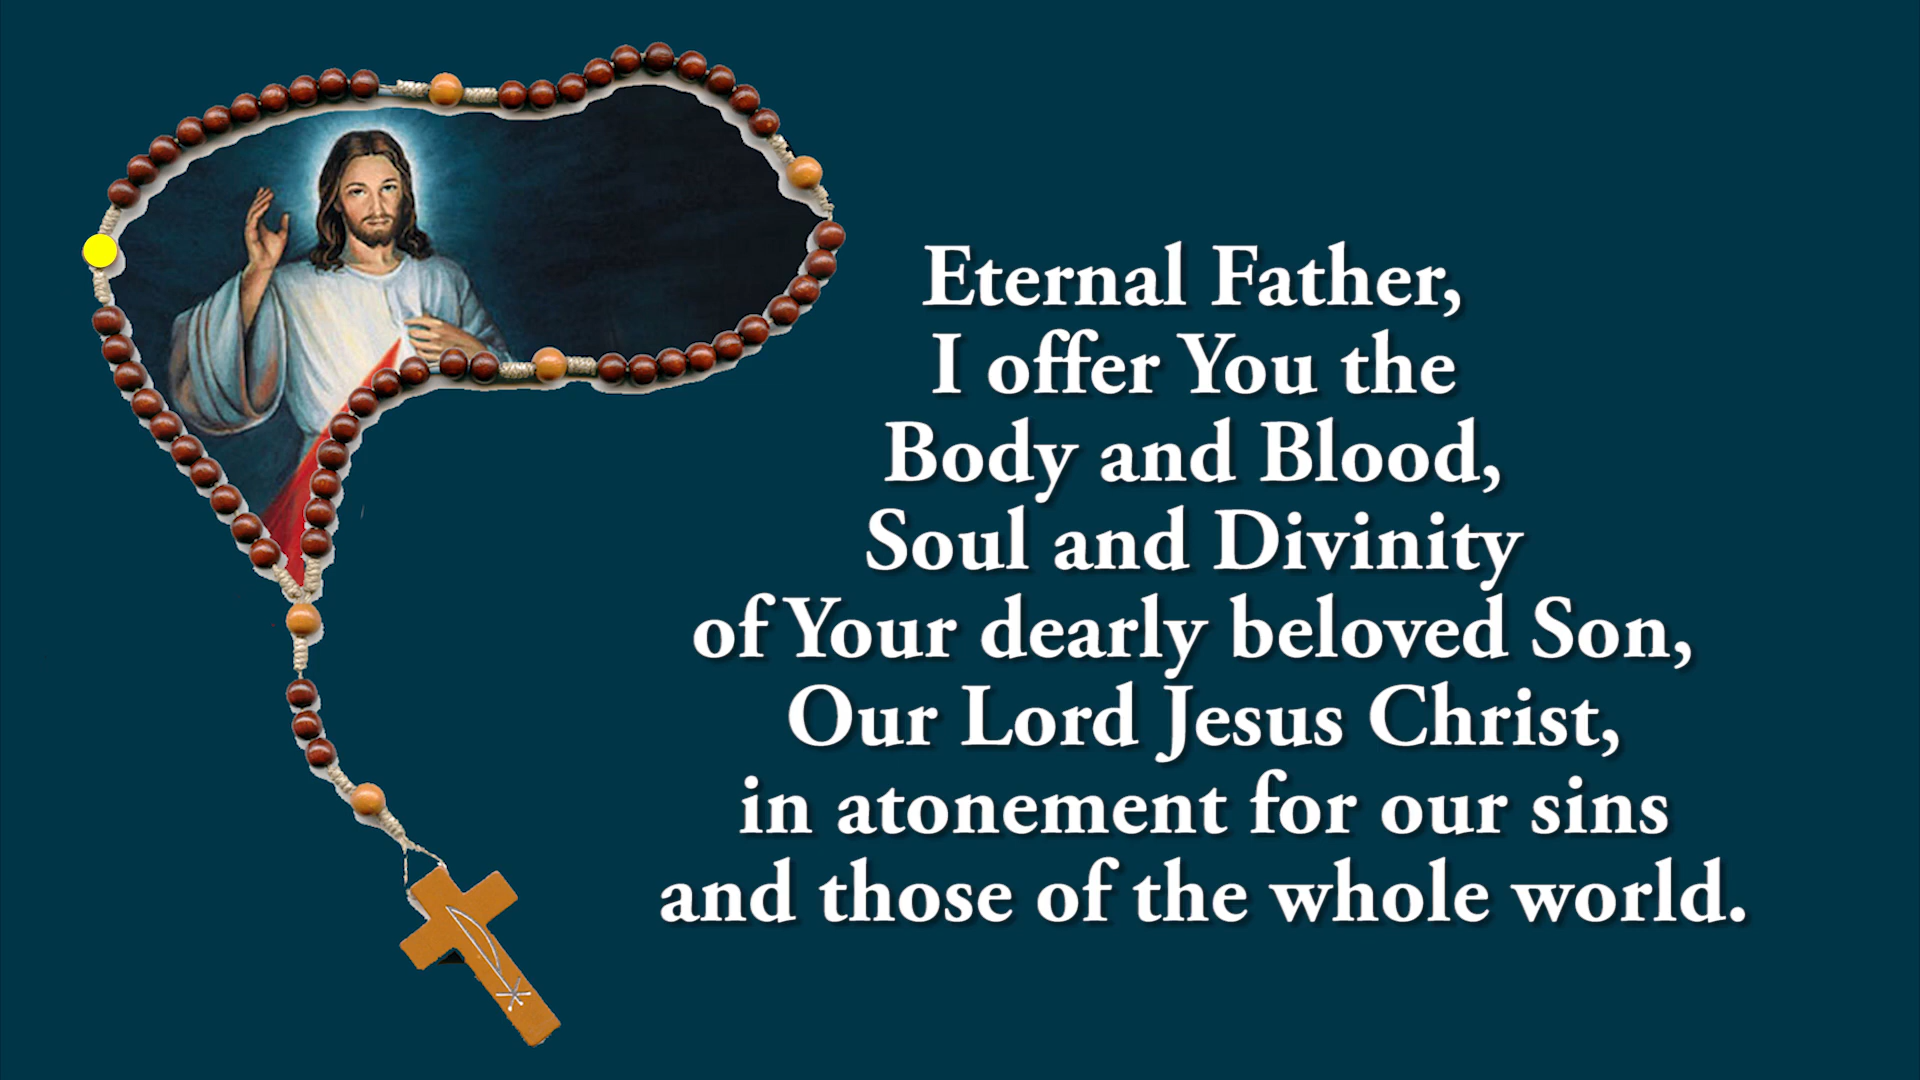 Eternal Father,
I offer You the
Body and Blood,
Soul and Divinity
of Your dearly beloved Son,
Our Lord Jesus Christ,
in atonement for our sins
and those of the whole world.